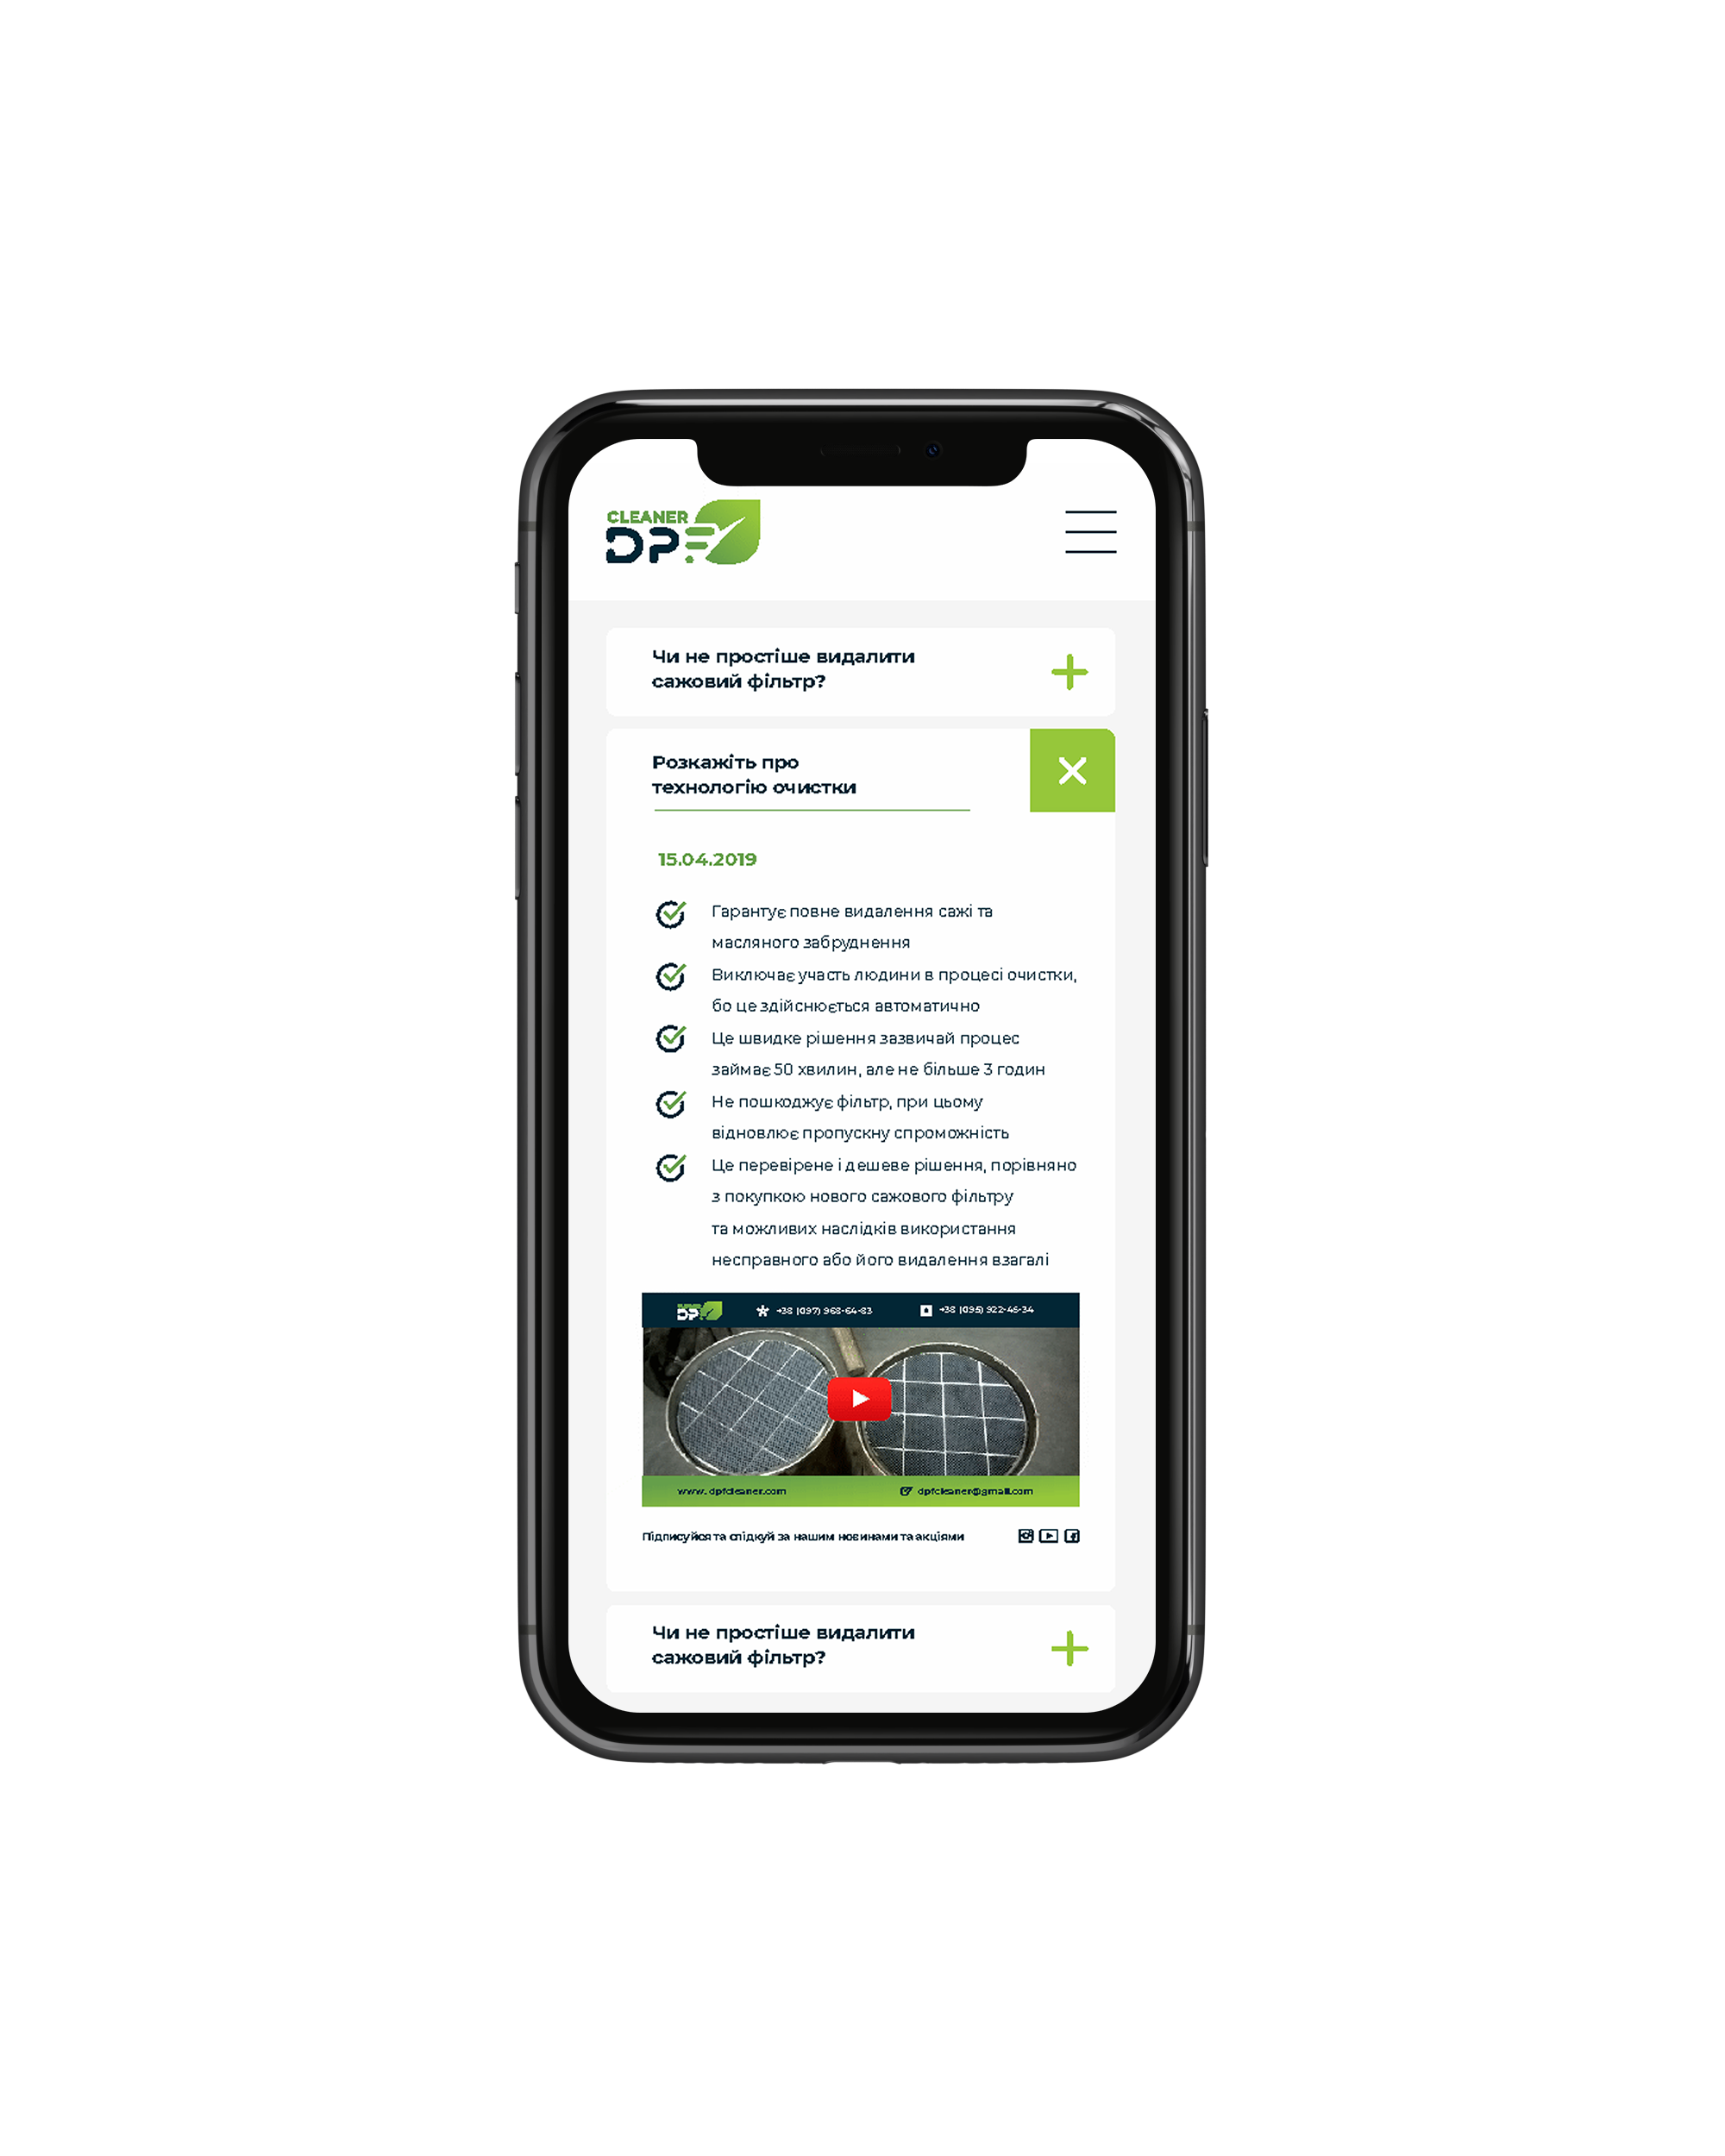 CLEANER
DPF
Чи не простіше видалити
сажовий фільтр?
Розкажіть про
технологію очистки
15.04.2019
Гарантує повне видалення сажі та
масляного забруднення
Виключає участь людини в процесі очистки,
бо це здійснюється автоматично
Це швидке рішення зазвичай процес
займає 50 хвилин, але не більше 3 годин
Не пошкоджує фільтр, при цьому
відновлює пропускну спроможність
Це перевірене і дешеве рішення, порівняно
з покупкою нового сажового фільтру
та можливих наслідків використання
несправного або його видалення взагалі
DPF +38 (097) 968-64-83 +38 (095) 922-45-34
www.dpfcleaner.com dpfcleaner@gmail.com
Підписуйся та слідкуй за нашим новинами та акціями
Чи не простіше видалити
сажовий фільтр?